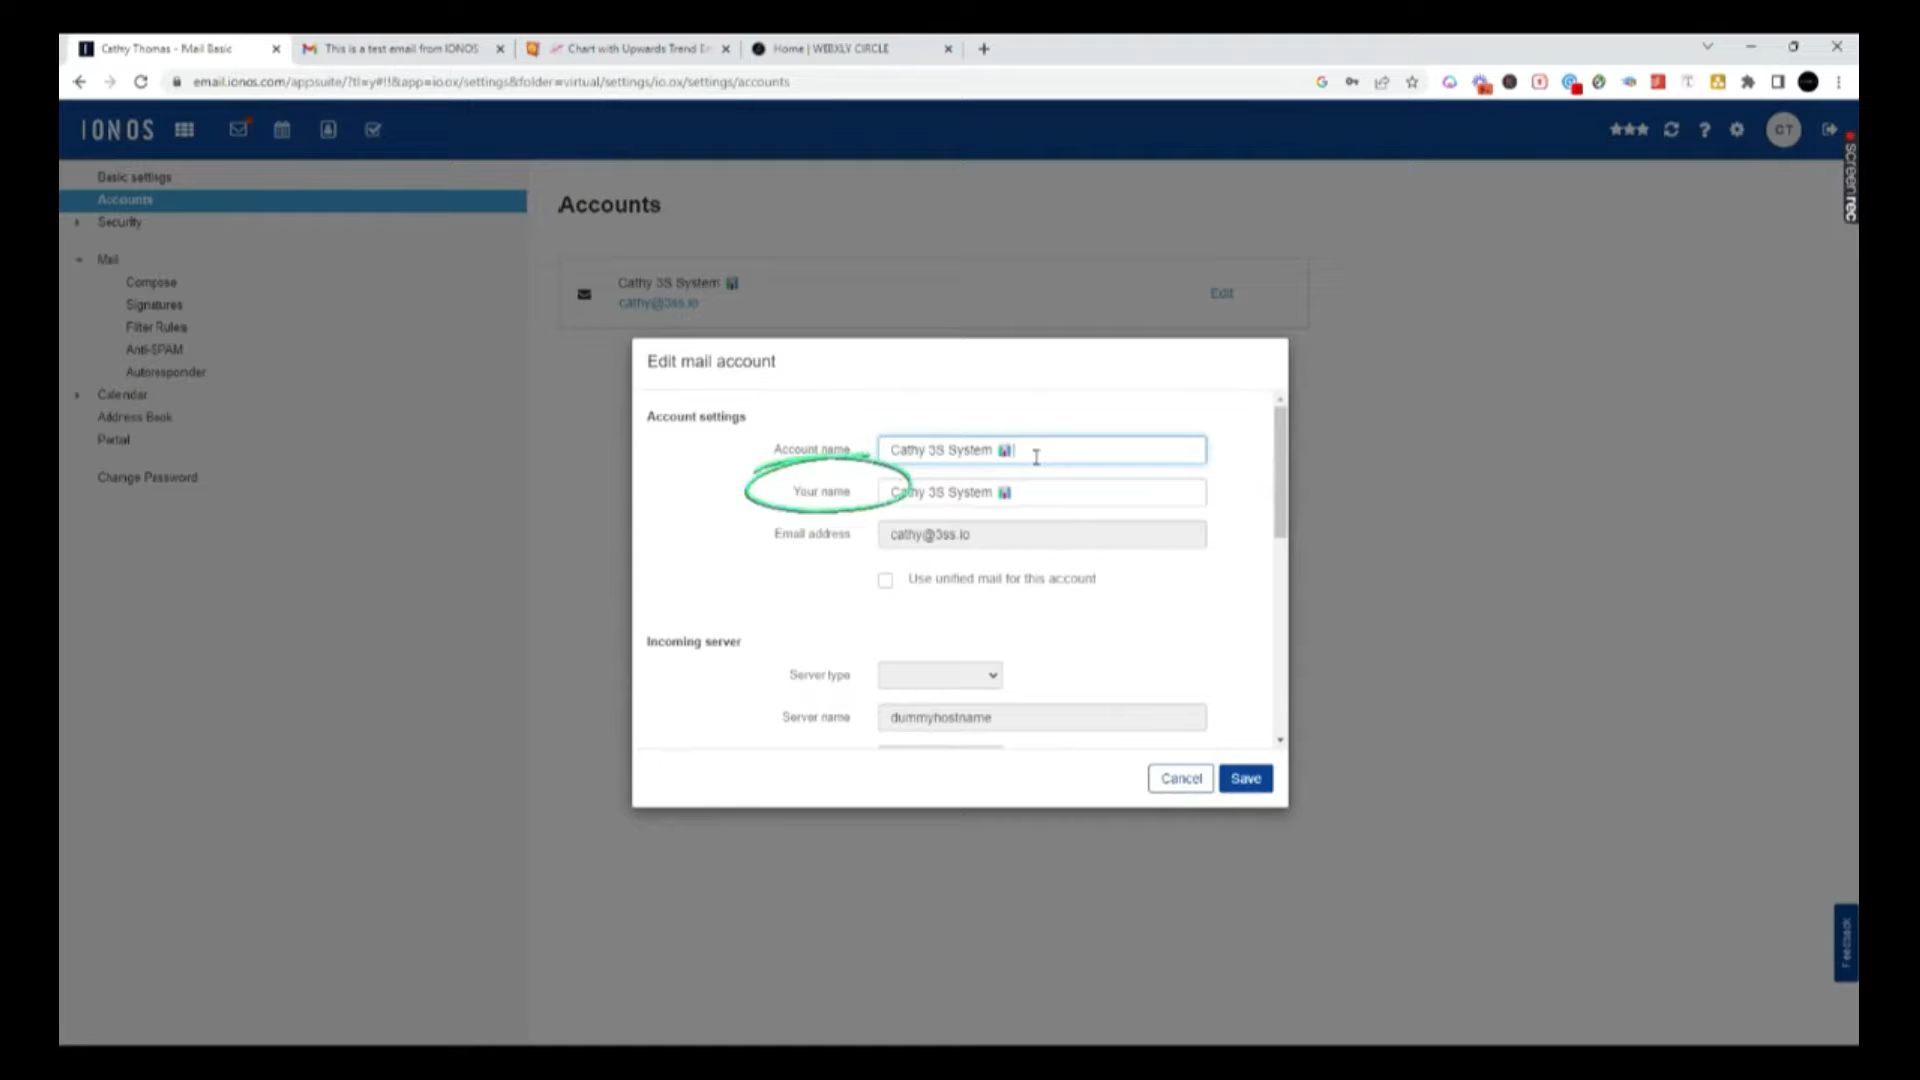 Cathy Thomas - Mail Basic
This is a test email from IONOS
Chart with Upwards Trend E
Home | WEEKLY CIRCLE
email.ionos.com/appsuite/?tl=y#!!&app=io.ox/settings&folder=virtual/settings/io.ox/settings/accounts
IONOS
GT
screenrec
Basic settings
Accounts
Security
Mail
Compose
Signatures
Filter Rules
Anti-SPAM
Autoresponder
Calendar
Address Book
Portal
Change Password
Accounts
Cathy 3S System 📊
cathy@3ss.io
Edit
Edit mail account
Account settings
Account name
Cathy 3S System 📊
Your name
Cathy 3S System 📊
Email address
cathy@3ss.io
Use unified mail for this account
Incoming server
Server type
Server name
dummyhostname
Cancel
Save
Feedback